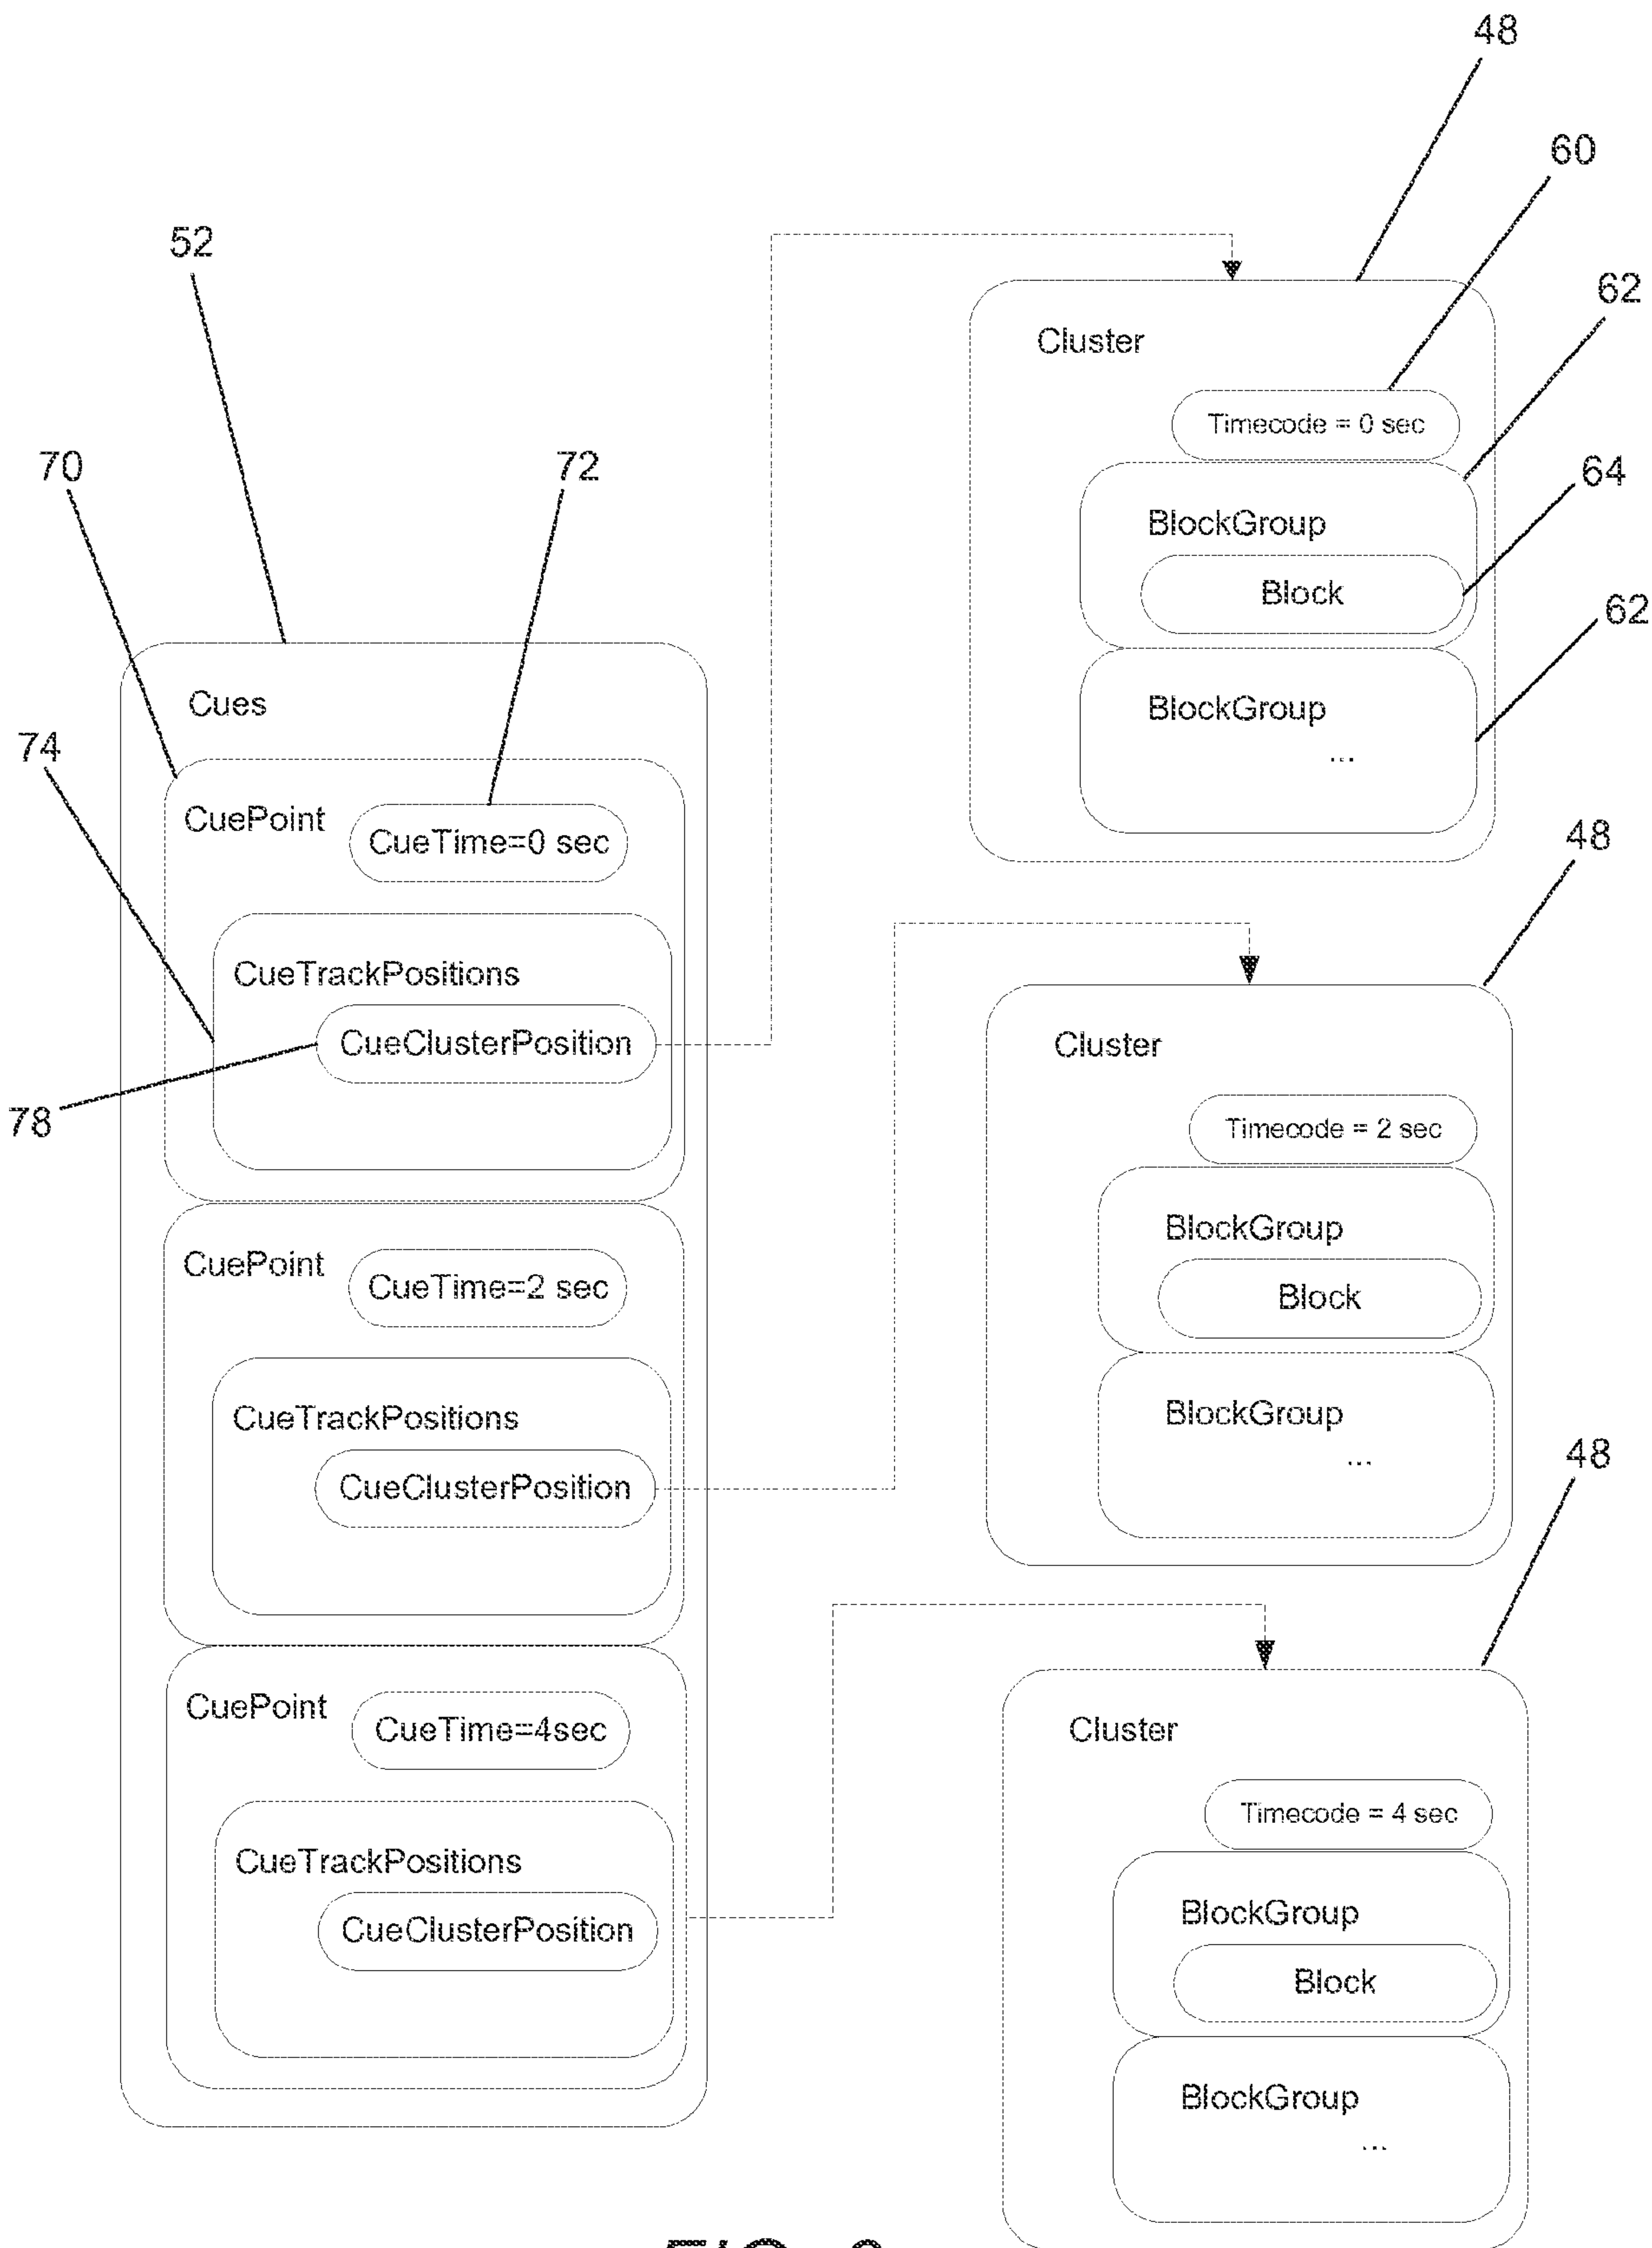 48
60
52
62
Cluster
Timecode = 0 sec
70
72
64
BlockGroup
Block
62
Cues
BlockGroup
...
74
CuePoint
CueTime=0 sec
48
CueTrackPositions
CueClusterPosition
Cluster
78
Timecode = 2 sec
BlockGroup
CuePoint
CueTime=2 sec
Block
CueTrackPositions
BlockGroup
...
48
CueClusterPosition
CuePoint
CueTime=4sec
Cluster
Timecode = 4 sec
CueTrackPositions
BlockGroup
CueClusterPosition
Block
BlockGroup
...